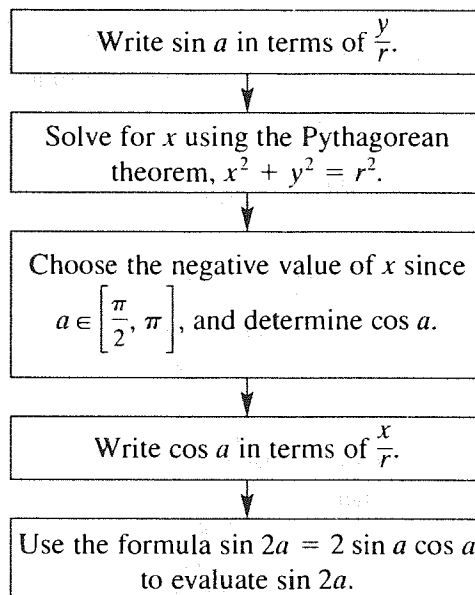 Write sin a in terms of y/r.
Solve for x using the Pythagorean
theorem, x² + y² = r².
Choose the negative value of x since
a ∈ [π/2, π], and determine cos a.
Write cos a in terms of x/r.
Use the formula sin 2a = 2 sin a cos a
to evaluate sin 2a.